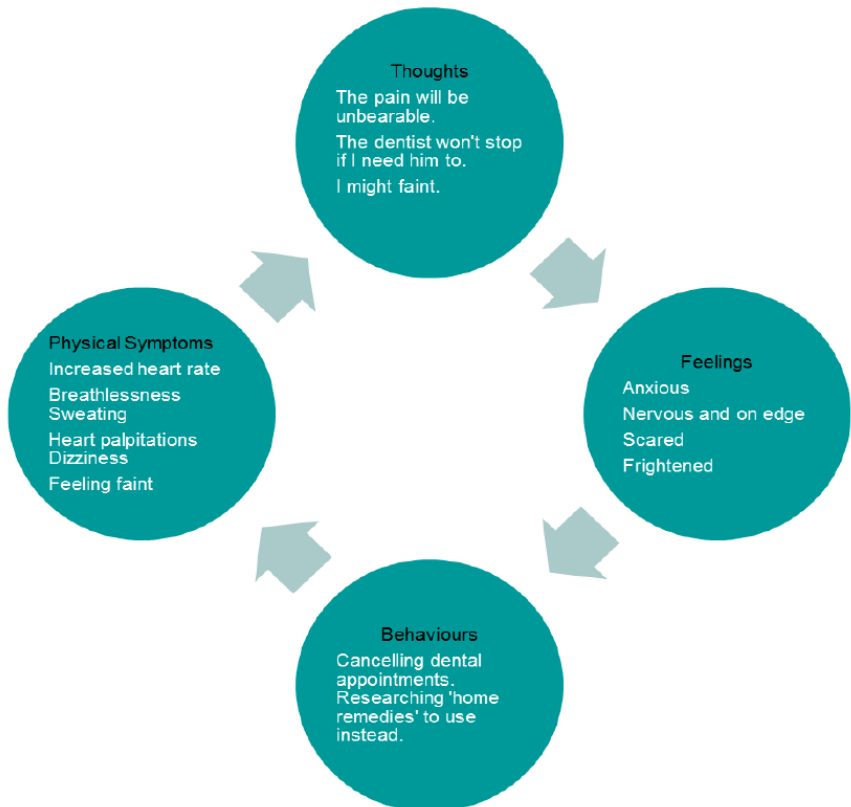 Thoughts
The pain will be
unbearable.
The dentist won't stop
if I need him to.
I might faint.
Feelings
Anxious
Nervous and on edge
Scared
Frightened
Behaviours
Cancelling dental
appointments.
Researching 'home
remedies' to use
instead.
Physical Symptoms
Increased heart rate
Breathlessness
Sweating
Heart palpitations
Dizziness
Feeling faint